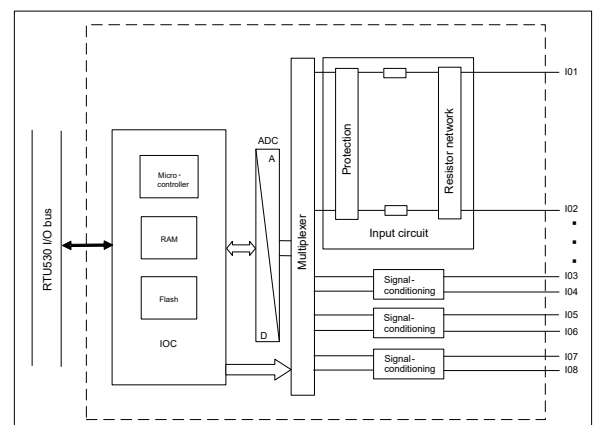 ADC
A
D
RTU530 I/O bus
Micro -
controller
RAM
Flash
IOC
Multiplexer
Protection
Resistor network
Input circuit
I01
I02
Signal-
conditioning
I03
I04
Signal-
conditioning
I05
I06
Signal-
conditioning
I07
I08